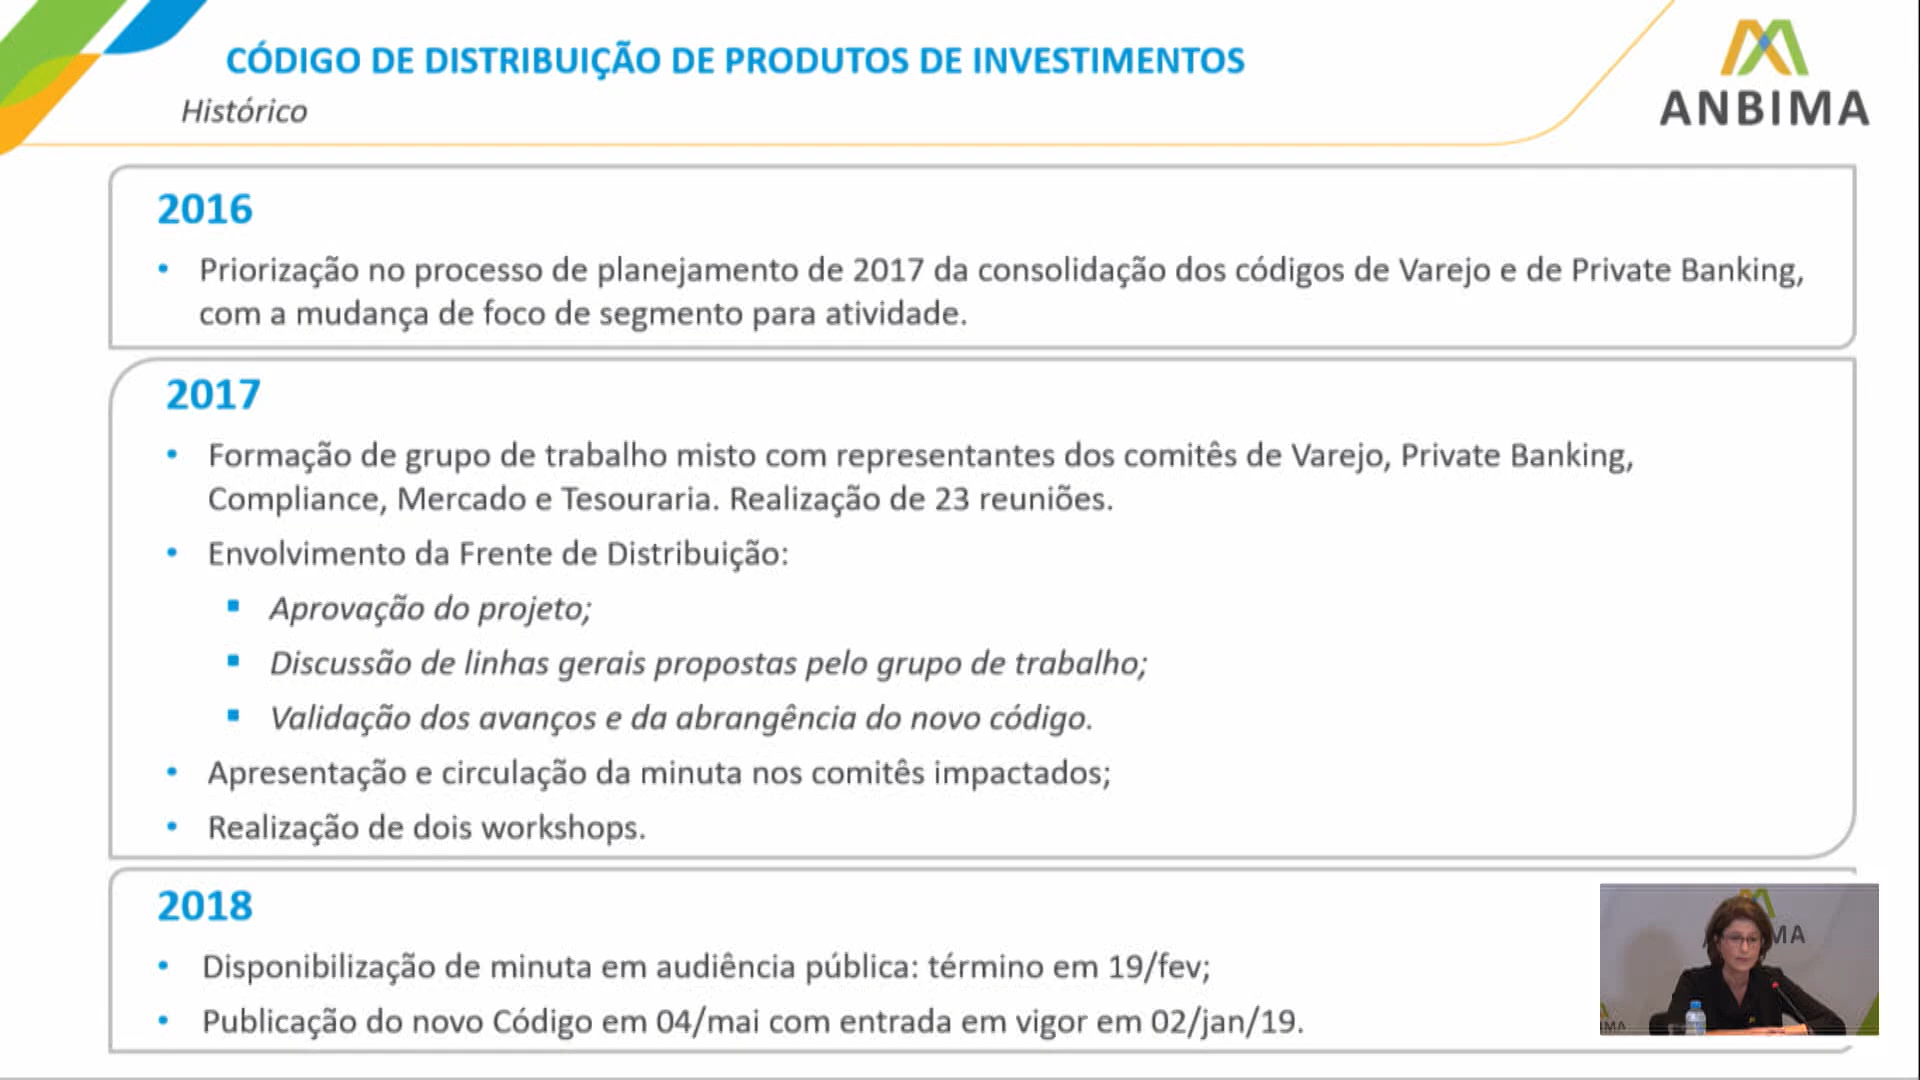 CÓDIGO DE DISTRIBUIÇÃO DE PRODUTOS DE INVESTIMENTOS
Histórico
ANBIMA
2016
• Priorização no processo de planejamento de 2017 da consolidação dos códigos de Varejo e de Private Banking,
com a mudança de foco de segmento para atividade.
2017
• Formação de grupo de trabalho misto com representantes dos comitês de Varejo, Private Banking,
Compliance, Mercado e Tesouraria. Realização de 23 reuniões.
• Envolvimento da Frente de Distribuição:
▪ Aprovação do projeto;
▪ Discussão de linhas gerais propostas pelo grupo de trabalho;
▪ Validação dos avanços e da abrangência do novo código.
• Apresentação e circulação da minuta nos comitês impactados;
• Realização de dois workshops.
2018
• Disponibilização de minuta em audiência pública: término em 19/fev;
• Publicação do novo Código em 04/mai com entrada em vigor em 02/jan/19.
MA
IMA